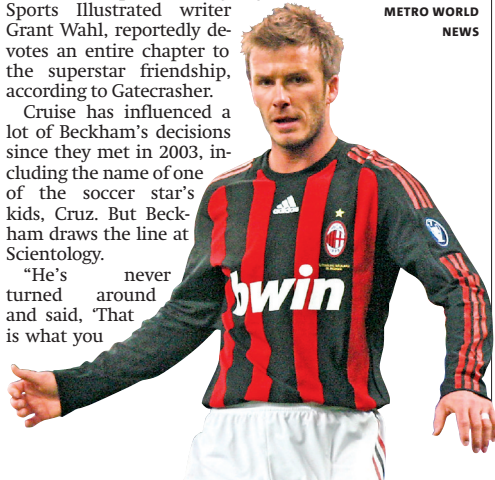 Sports Illustrated writer
Grant Wahl, reportedly de-
votes an entire chapter to
the superstar friendship,
according to Gatecrasher.
Cruise has influenced a
lot of Beckham's decisions
since they met in 2003, in-
cluding the name of one
of the soccer star's
kids, Cruz. But Beck-
ham draws the line at
Scientology.
"He's never
turned around
and said, 'That
is what you
METRO WORLD
NEWS
adidas
bwin